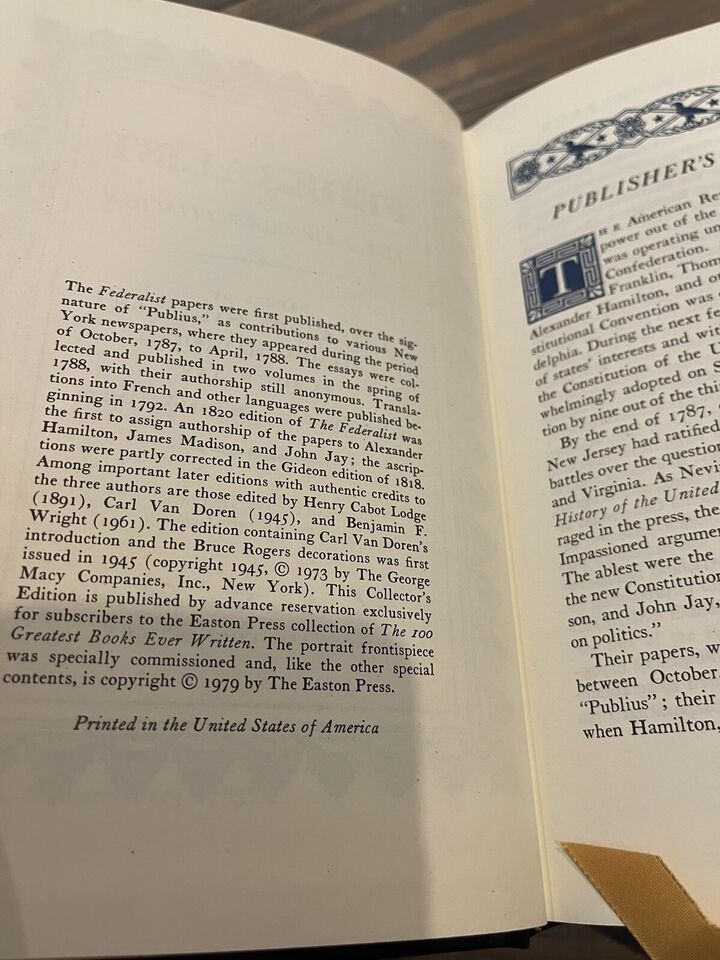 The Federalist papers were first published, over the sig-
nature of "Publius," as contributions to various New
York newspapers, where they appeared during the period
of October, 1787, to April, 1788. The essays were col-
lected and published in two volumes in the spring of
1788, with their authorship still anonymous. Transla-
tions into French and other languages were published be-
ginning in 1792. An 1820 edition of The Federalist was
the first to assign authorship of the papers to Alexander
Hamilton, James Madison, and John Jay; the ascrip-
tions were partly corrected in the Gideon edition of 1818.
Among important later editions with authentic credits to
the three authors are those edited by Henry Cabot Lodge
(1891), Carl Van Doren (1945), and Benjamin F.
Wright (1961). The edition containing Carl Van Doren's
introduction and the Bruce Rogers decorations was first
issued in 1945 (copyright 1945, © 1973 by The George
Macy Companies, Inc., New York). This Collector's
Edition is published by advance reservation exclusively
for subscribers to the Easton Press collection of The 100
Greatest Books Ever Written. The portrait frontispiece
was specially commissioned and, like the other special
contents, is copyright © 1979 by The Easton Press.
Printed in the United States of America
PUBLISHER'S
THE American Re
power out of the
was operating un
Confederation.
Franklin, Thom
Alexander Hamilton, and ot
stitutional Convention was
delphia. During the next fe
of states' interests and wit
the Constitution of the U
whelmingly adopted on S
tion by nine out of the thi
By the end of 1787,
New Jersey had ratified
battles over the question
and Virginia. As Nevi
History of the United
raged in the press, the
Impassioned argumen
The ablest were the
the new Constitution
son, and John Jay,
on politics."
Their papers, w
between October,
"Publius"; their
when Hamilton,